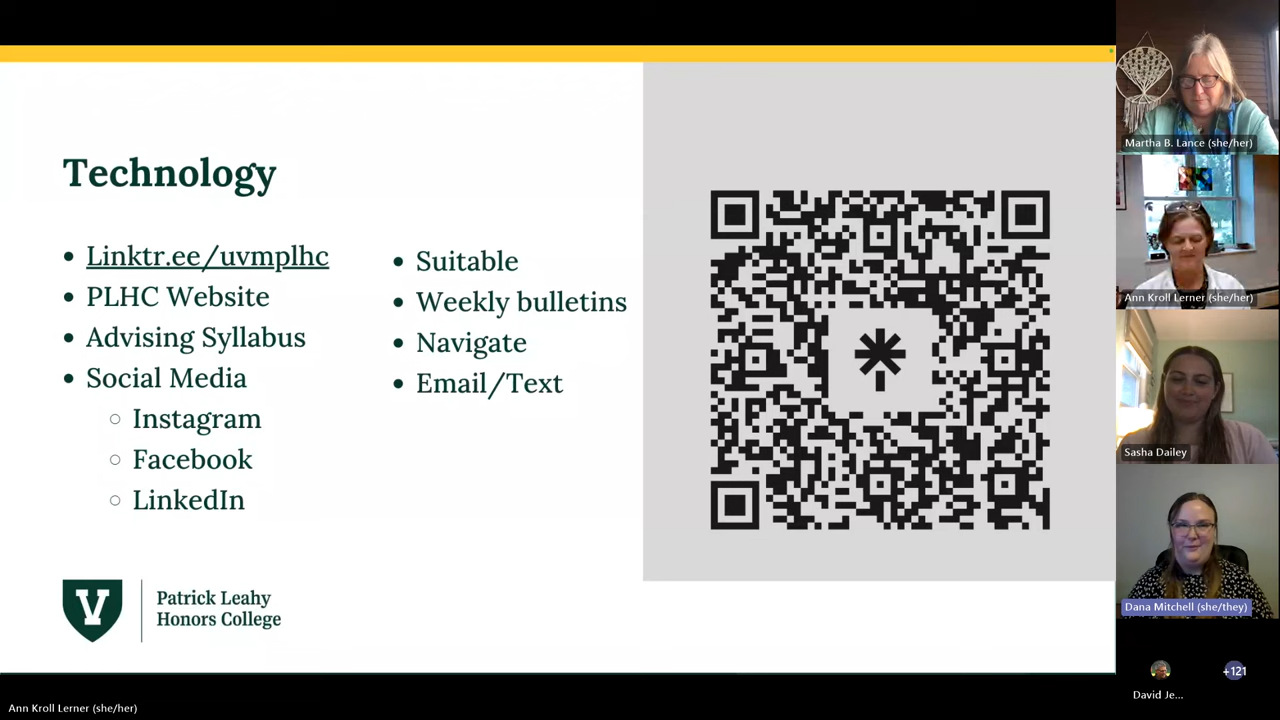 Technology
Linktr.ee/uvmplhc
PLHC Website
Advising Syllabus
Social Media
Instagram
Facebook
LinkedIn
Suitable
Weekly bulletins
Navigate
Email/Text
V
Patrick Leahy
Honors College
Martha B. Lance (she/her)
Ann Kroll Lerner (she/her)
Sasha Dailey
Dana Mitchell (she/they)
+121
David Je...
Ann Kroll Lerner (she/her)